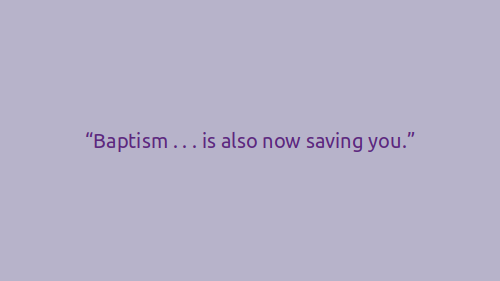 “Baptism . . . is also now saving you.”